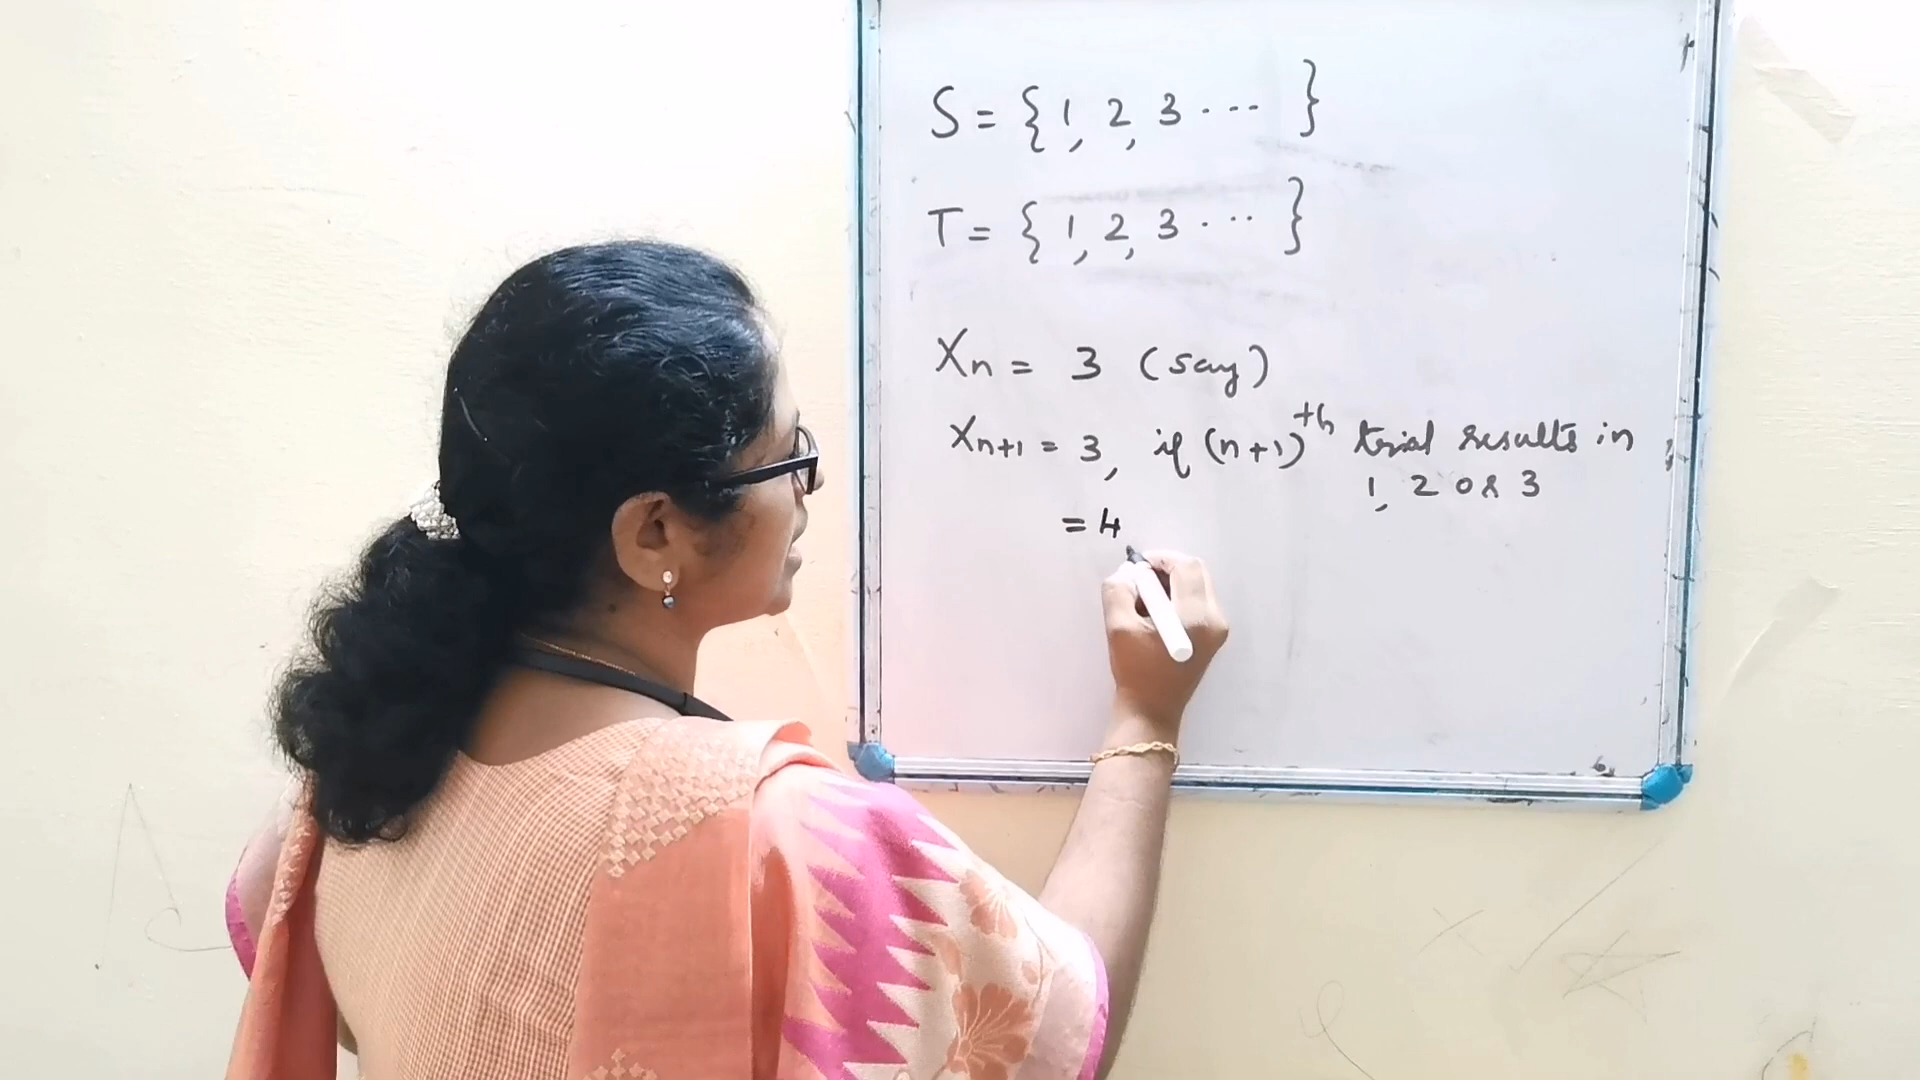 S = { 1, 2, 3 ... }
T = { 1, 2, 3 ... }
Xn = 3 (say)
Xn+1 = 3, if (n+1)th trial results in
1, 2 or 3
= 4